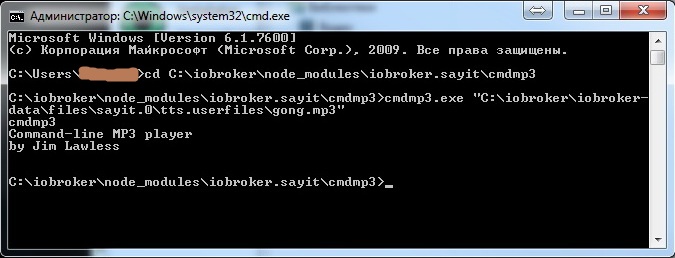 Администратор: C:\Windows\system32\cmd.exe
Microsoft Windows [Version 6.1.7600]
(c) Корпорация Майкрософт (Microsoft Corp.), 2009. Все права защищены.
C:\Users\ >cd C:\iobroker\node_modules\iobroker.sayit\cmdmp3
C:\iobroker\node_modules\iobroker.sayit\cmdmp3>cmdmp3.exe "C:\iobroker\iobroker-
data\files\sayit.0\tts.userfiles\gong.mp3"
cmdmp3
Command-line MP3 player
by Jim Lawless
C:\iobroker\node_modules\iobroker.sayit\cmdmp3>_